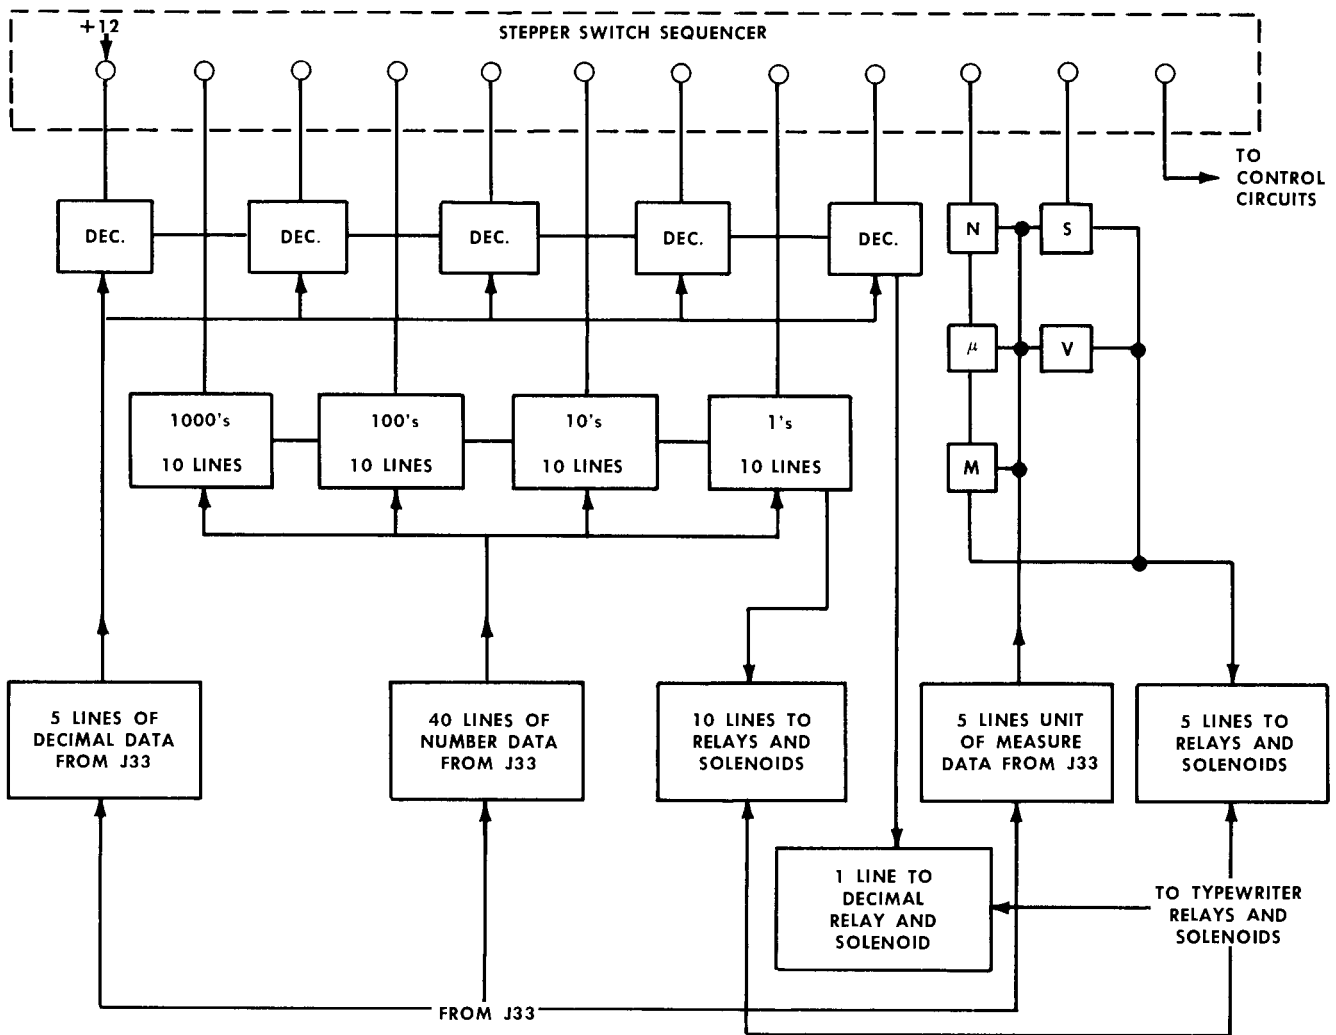 +12
STEPPER SWITCH SEQUENCER
TO
CONTROL
CIRCUITS
DEC.
DEC.
DEC.
DEC.
DEC.
N
S
μ
V
M
1000's
10 LINES
100's
10 LINES
10's
10 LINES
1's
10 LINES
5 LINES OF
DECIMAL DATA
FROM J33
40 LINES OF
NUMBER DATA
FROM J33
10 LINES TO
RELAYS AND
SOLENOIDS
5 LINES UNIT
OF MEASURE
DATA FROM J33
5 LINES TO
RELAYS AND
SOLENOIDS
1 LINE TO
DECIMAL
RELAY AND
SOLENOID
TO TYPEWRITER
RELAYS AND
SOLENOIDS
FROM J33